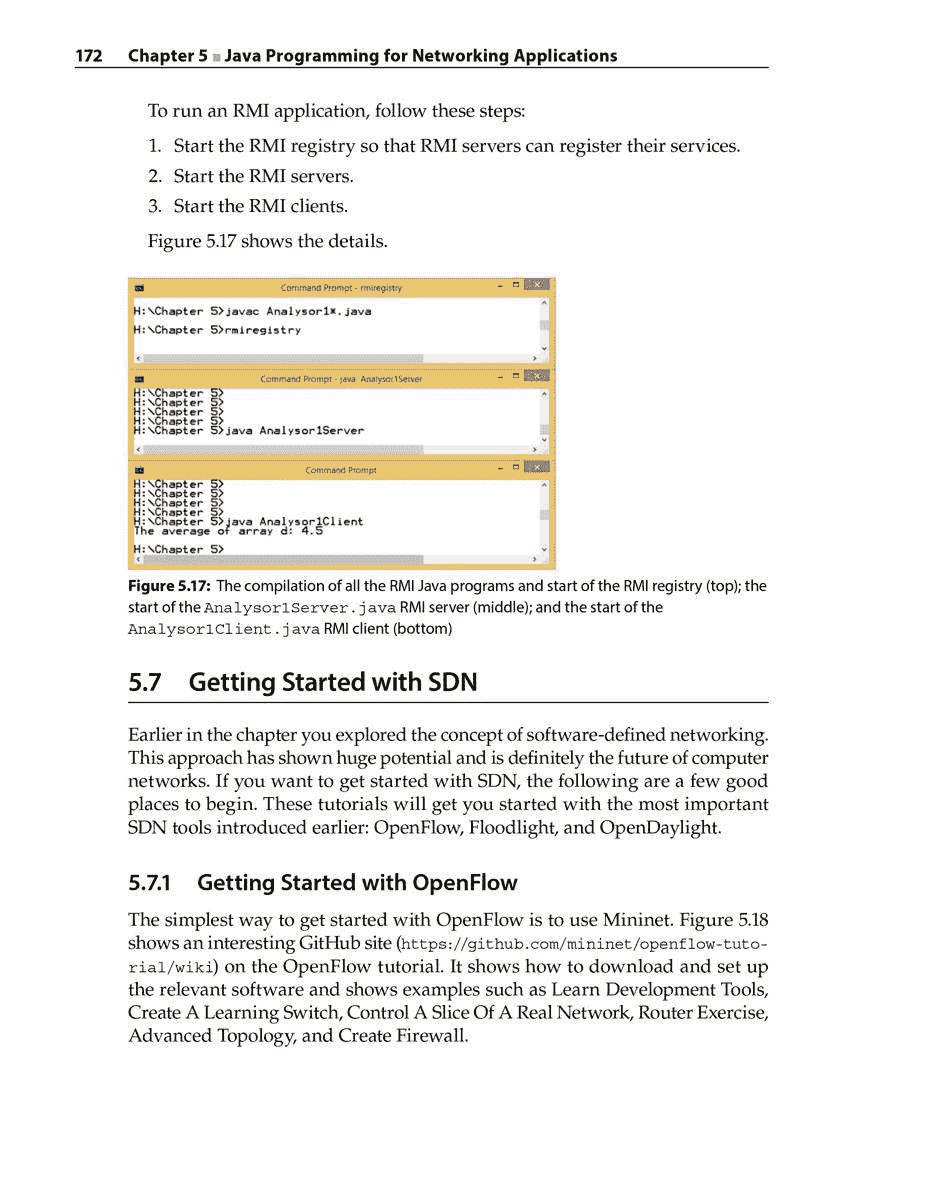 172 Chapter 5 ■ Java Programming for Networking Applications
To run an RMI application, follow these steps:
1. Start the RMI registry so that RMI servers can register their services.
2. Start the RMI servers.
3. Start the RMI clients.
Figure 5.17 shows the details.
Command Prompt - rmiregistry
H:\Chapter 5>javac Analysor1*.java
H:\Chapter 5>rmiregistry
Command Prompt - java Analysor1Server
H:\Chapter 5>
H:\Chapter 5>
H:\Chapter 5>
H:\Chapter 5>
H:\Chapter 5>java Analysor1Server
Command Prompt
H:\Chapter 5>
H:\Chapter 5>
H:\Chapter 5>
H:\Chapter 5>
H:\Chapter 5>java Analysor1Client
The average of array d: 4.5
H:\Chapter 5>
Figure 5.17: The compilation of all the RMI Java programs and start of the RMI registry (top); the
start of the Analysor1Server.java RMI server (middle); and the start of the
Analysor1Client.java RMI client (bottom)
5.7 Getting Started with SDN
Earlier in the chapter you explored the concept of software-defined networking.
This approach has shown huge potential and is definitely the future of computer
networks. If you want to get started with SDN, the following are a few good
places to begin. These tutorials will get you started with the most important
SDN tools introduced earlier: OpenFlow, Floodlight, and OpenDaylight.
5.7.1 Getting Started with OpenFlow
The simplest way to get started with OpenFlow is to use Mininet. Figure 5.18
shows an interesting GitHub site (https://github.com/mininet/openflow-tuto-
rial/wiki) on the OpenFlow tutorial. It shows how to download and set up
the relevant software and shows examples such as Learn Development Tools,
Create A Learning Switch, Control A Slice Of A Real Network, Router Exercise,
Advanced Topology, and Create Firewall.